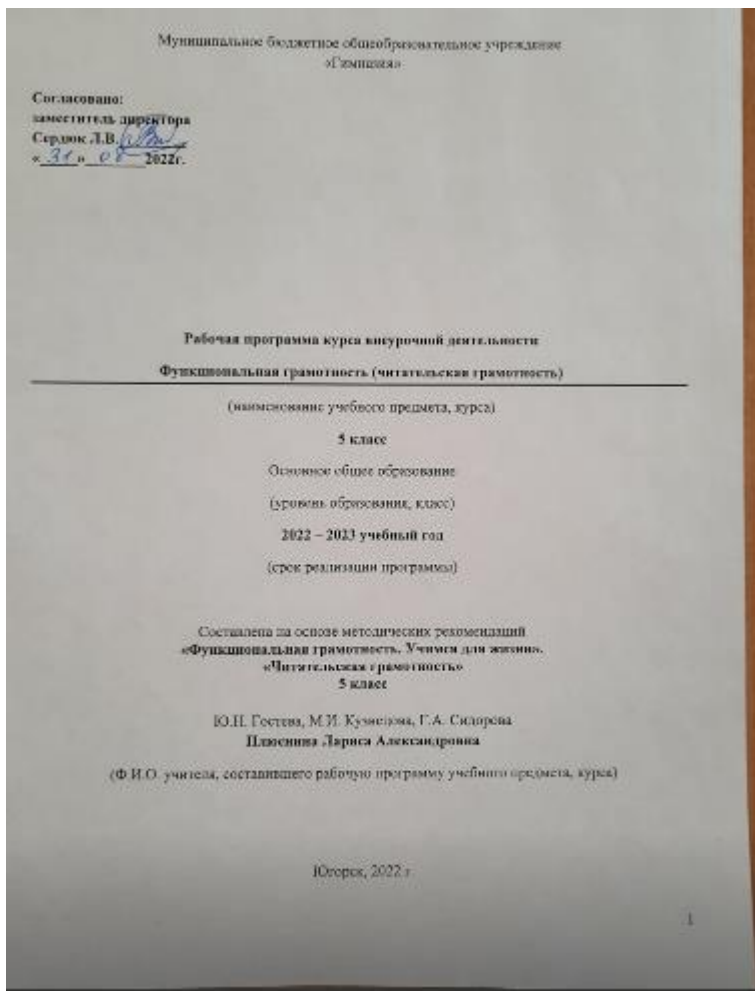 Муниципальное бюджетное общеобразовательное учреждение
«Гимназия»
Согласовано:
заместитель директора
Сердюк Л.В.
« 31 » 08 2022г.
Рабочая программа курса внеурочной деятельности
Функциональная грамотность (читательская грамотность)
(наименование учебного предмета, курса)
5 класс
Основное общее образование
(уровень образования, класс)
2022 – 2023 учебный год
(срок реализации программы)
Составлена на основе методических рекомендаций
«Функциональная грамотность. Учимся для жизни».
«Читательская грамотность»
5 класс
Ю.Н. Гостева, М.И. Кузнецова, Г.А. Сидорова
Плюснина Лариса Александровна
(Ф.И.О. учителя, составившего рабочую программу учебного предмета, курса)
Югорск, 2022 г
1